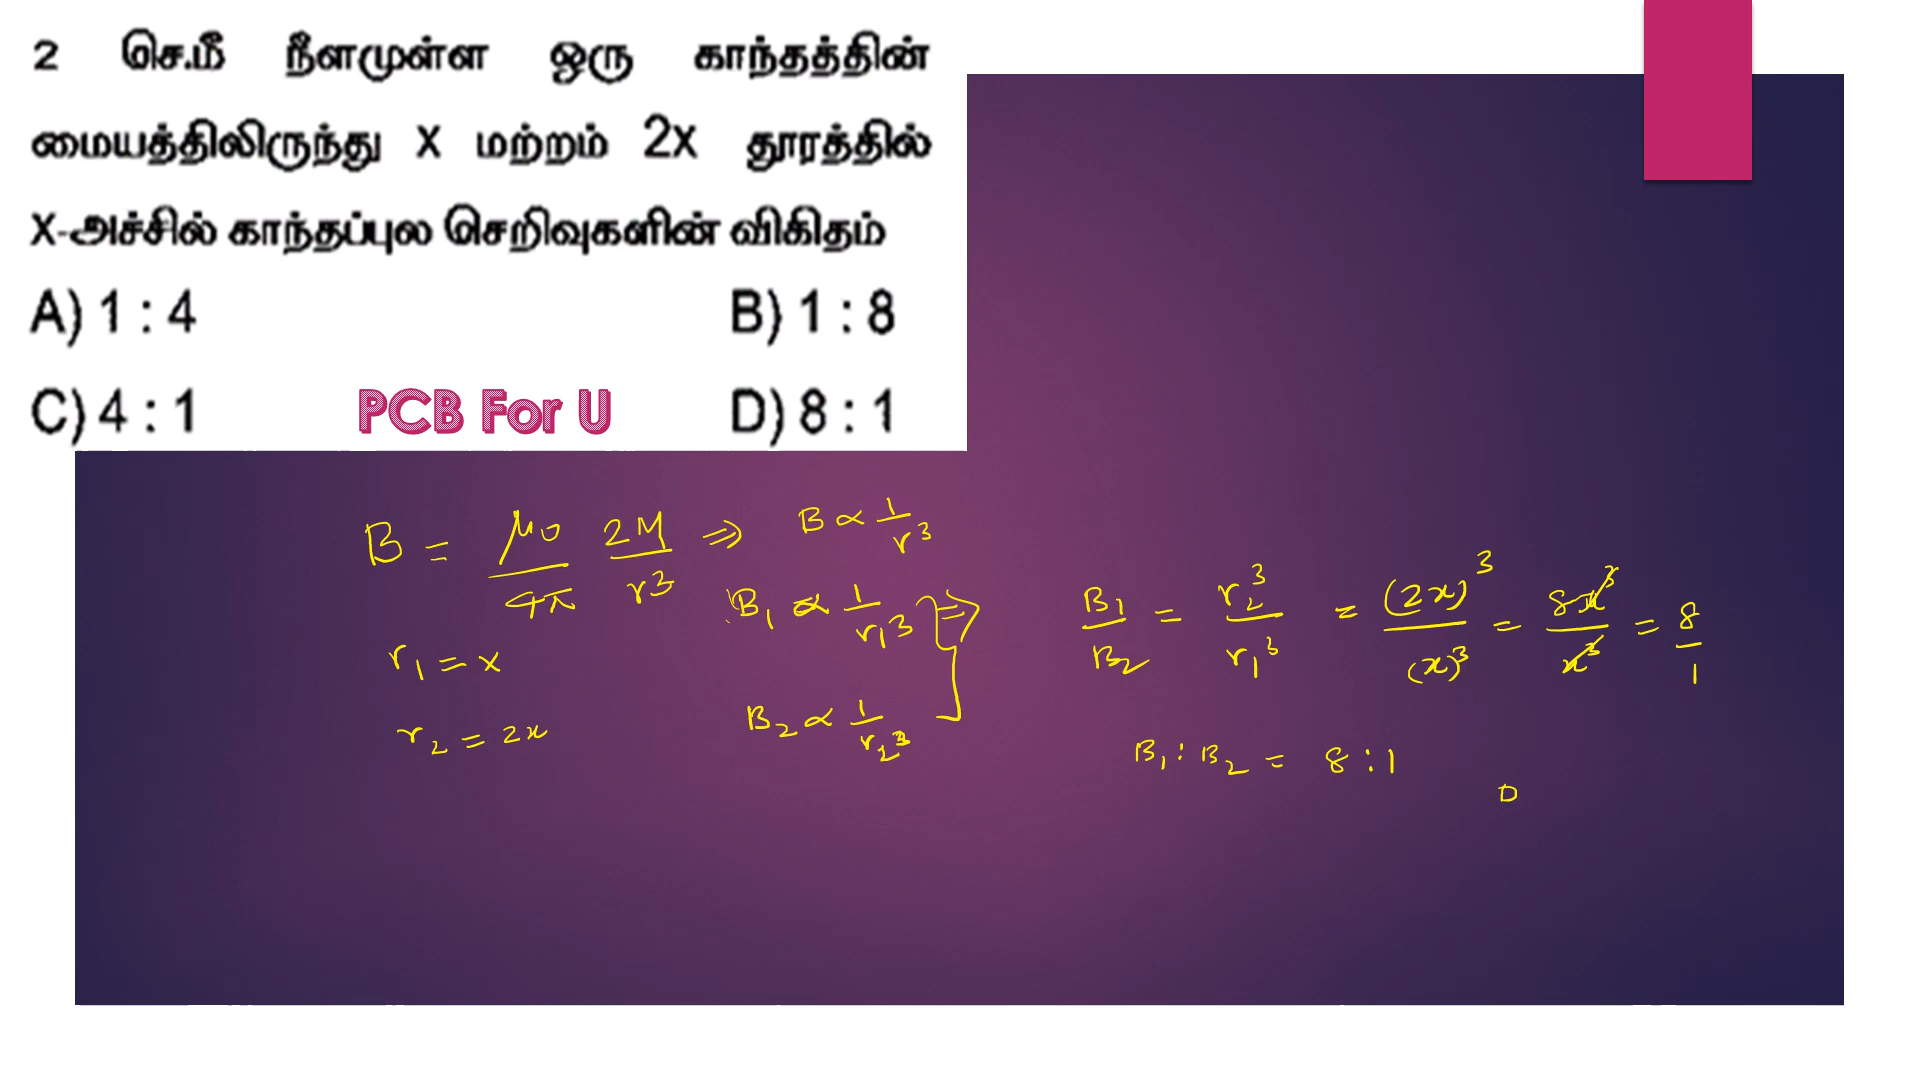 2 செ.மீ நீளமுள்ள ஒரு காந்தத்தின்
மையத்திலிருந்து x மற்றம் 2x தூரத்தில்
X-அச்சில் காந்தப்புல செறிவுகளின் விகிதம்
A) 1 : 4 B) 1 : 8
C) 4 : 1 PCB For U D) 8 : 1
B = μ₀/4π 2M/r³ ⇒ B ∝ 1/r³
B₁ ∝ 1/r₁³ ⇒ B₁/B₂ = r₂³/r₁³ = (2x)³/(x)³ = 8x³/x³ = 8/1
r₁ = x
r₂ = 2x B₂ ∝ 1/r₂³
B₁ : B₂ = 8 : 1
D